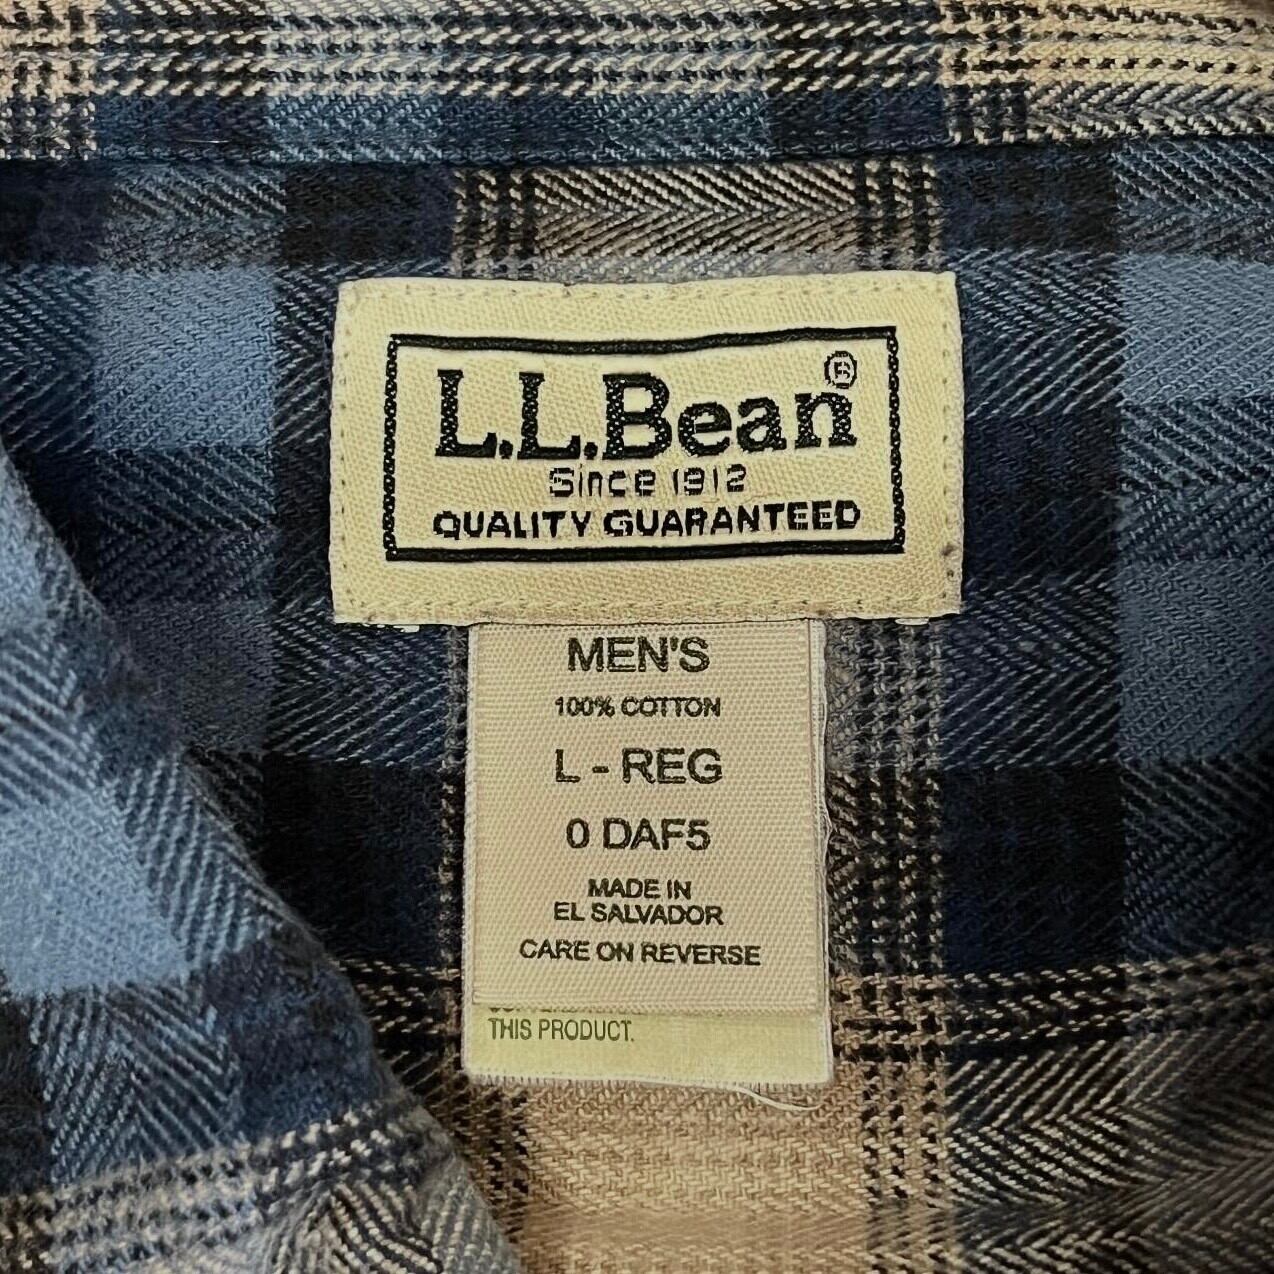 L.L.Bean®
Since 1912
QUALITY GUARANTEED
MEN'S
100% COTTON
L - REG
0 DAF5
MADE IN
EL SALVADOR
CARE ON REVERSE
THIS PRODUCT.